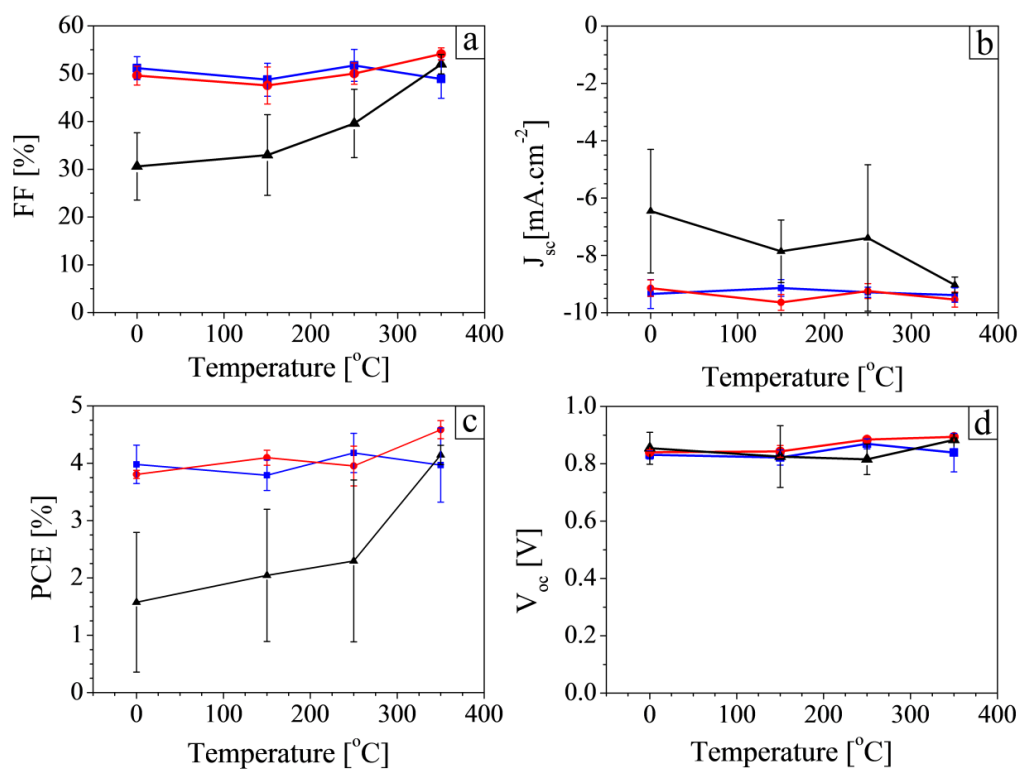 a
60
50
40
30
20
10
0
FF [%]
0 100 200 300 400
Temperature [°C]
b
0
-2
-4
-6
-8
-10
J_sc [mA.cm⁻²]
0 100 200 300 400
Temperature [°C]
c
5
4
3
2
1
0
PCE [%]
0 100 200 300 400
Temperature [°C]
d
1.0
0.8
0.6
0.4
0.2
0.0
V_oc [V]
0 100 200 300 400
Temperature [°C]